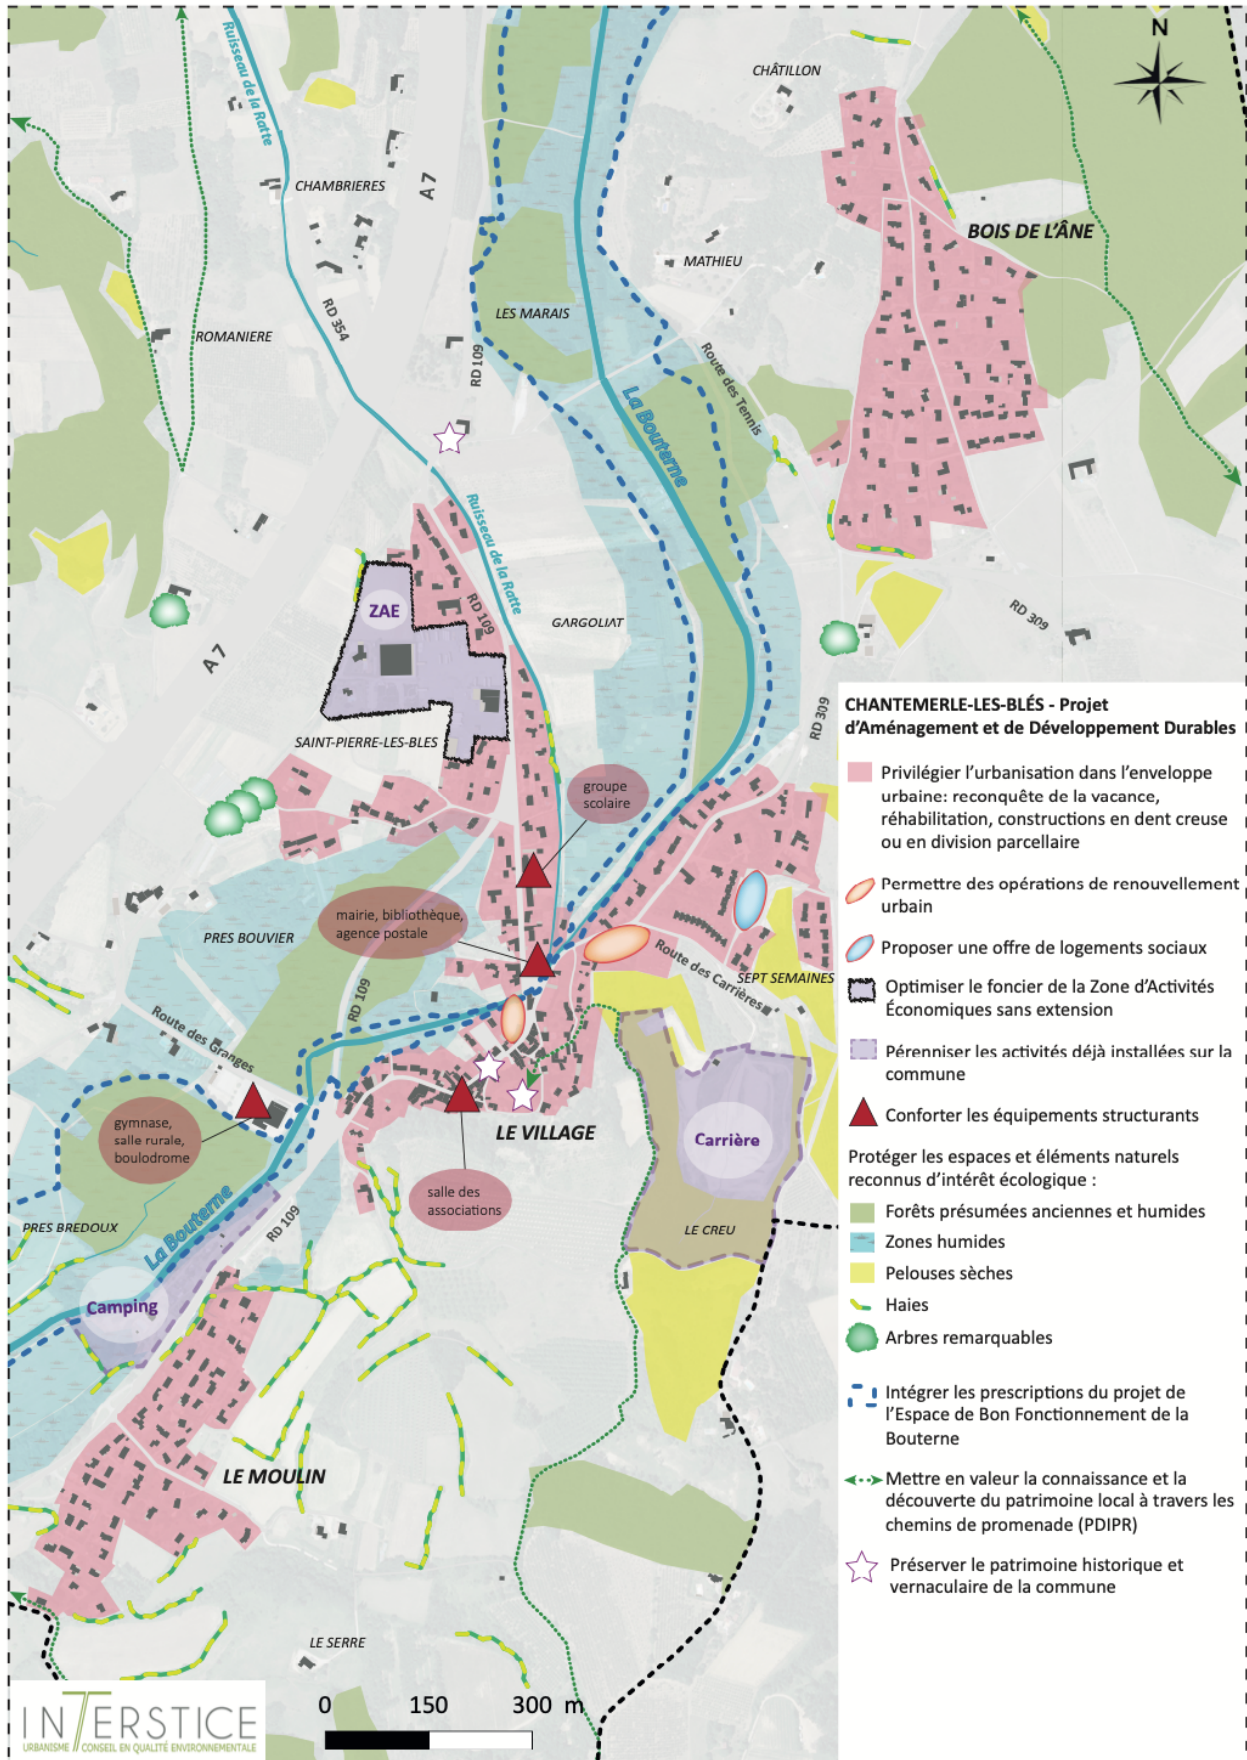 N
CHÂTILLON
Ruisseau de la Ratte
CHAMBRIERES
A 7
BOIS DE L'ÂNE
MATHIEU
LES MARAIS
RD 354
ROMANIERE
RD 109
Route des Tennis
La Bouterne
Ruisseau de la Ratte
ZAE
RD 109
GARGOLIAT
RD 309
A 7
RD 309
SAINT-PIERRE-LES-BLES
groupe
scolaire
mairie, bibliothèque,
agence postale
PRES BOUVIER
Route des Carrières
SEPT SEMAINES
RD 109
Route des Granges
gymnase,
salle rurale,
boulodrome
LE VILLAGE
Carrière
salle des
associations
LE CREU
PRES BREDOUX
La Bouterne
RD 109
Camping
LE MOULIN
LE SERRE
CHANTEMERLE-LES-BLÉS - Projet
d'Aménagement et de Développement Durables
Privilégier l'urbanisation dans l'enveloppe
urbaine: reconquête de la vacance,
réhabilitation, constructions en dent creuse
ou en division parcellaire
Permettre des opérations de renouvellement
urbain
Proposer une offre de logements sociaux
Optimiser le foncier de la Zone d'Activités
Économiques sans extension
Pérenniser les activités déjà installées sur la
commune
Conforter les équipements structurants
Protéger les espaces et éléments naturels
reconnus d'intérêt écologique :
Forêts présumées anciennes et humides
Zones humides
Pelouses sèches
Haies
Arbres remarquables
Intégrer les prescriptions du projet de
l'Espace de Bon Fonctionnement de la
Bouterne
Mettre en valeur la connaissance et la
découverte du patrimoine local à travers les
chemins de promenade (PDIPR)
Préserver le patrimoine historique et
vernaculaire de la commune
INTERSTICE
URBANISME CONSEIL EN QUALITÉ ENVIRONNEMENTALE
0 150 300 m